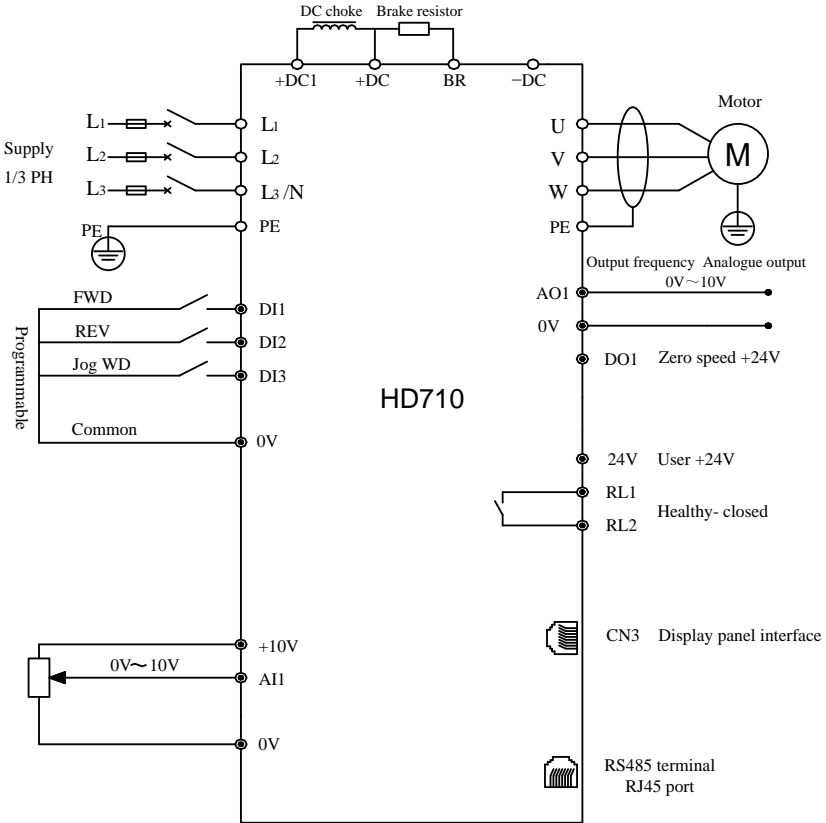 DC choke
Brake resistor
+DC1
+DC
BR
−DC
Supply
1/3 PH
L1
L2
L3
PE
L1
L2
L3/N
PE
U
V
W
PE
Motor
M
Output frequency Analogue output
0V～10V
AO1
0V
DO1 Zero speed +24V
Programmable
FWD
REV
Jog WD
Common
DI1
DI2
DI3
0V
HD710
24V User +24V
RL1
RL2
Healthy- closed
CN3 Display panel interface
+10V
0V～10V
AI1
0V
RS485 terminal
RJ45 port